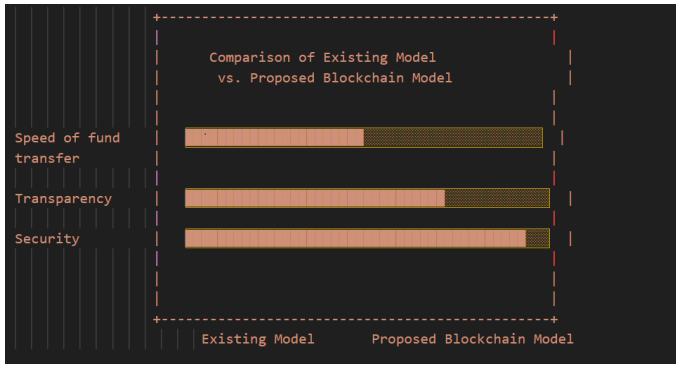 Comparison of Existing Model
vs. Proposed Blockchain Model
Speed of fund
transfer
Transparency
Security
Existing Model Proposed Blockchain Model